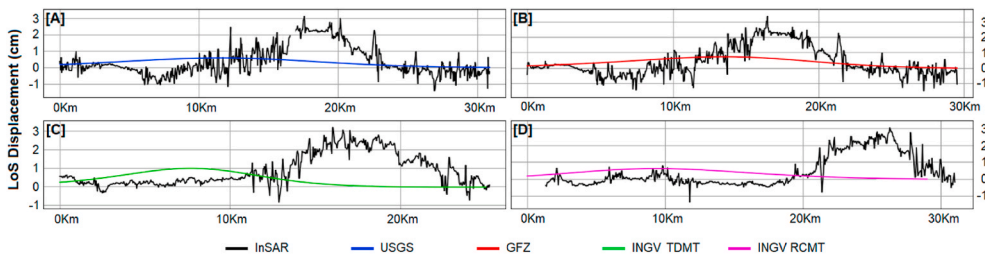 [A] [B]
3 3
2 2
1 1
0 0
-1 -1
0Km 10Km 20Km 30Km 0Km 10Km 20Km 30Km
LoS Displacement (cm)
[C] [D]
3 3
2 2
1 1
0 0
-1 -1
0Km 10Km 20Km 0Km 10Km 20Km 30Km
InSAR USGS GFZ INGV TDMT INGV RCMT